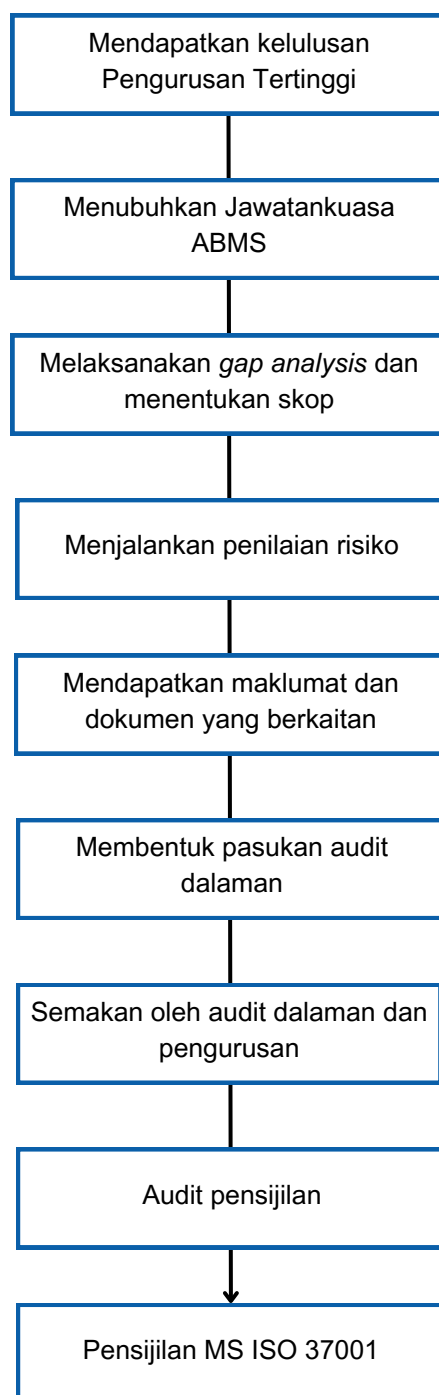 Mendapatkan kelulusan
Pengurusan Tertinggi
Menubuhkan Jawatankuasa
ABMS
Melaksanakan gap analysis dan
menentukan skop
Menjalankan penilaian risiko
Mendapatkan maklumat dan
dokumen yang berkaitan
Membentuk pasukan audit
dalaman
Semakan oleh audit dalaman dan
pengurusan
Audit pensijilan
Pensijilan MS ISO 37001